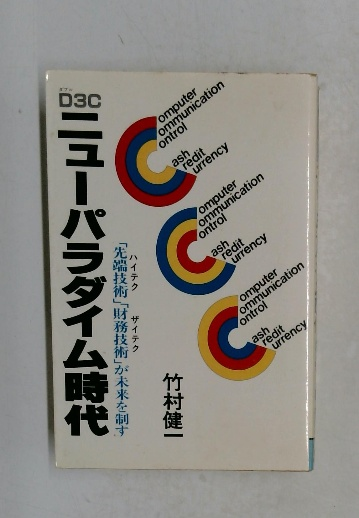 D3C
ニューパラダイム時代
「先端技術」「財務技術」が未来を制す
ハイテク
ザイテク
竹村健一
omputer
ommunication
ontrol
ash
redit
urrency
omputer
ommunication
ontrol
ash
redit
urrency
omputer
ommunication
ontrol
ash
redit
urrency